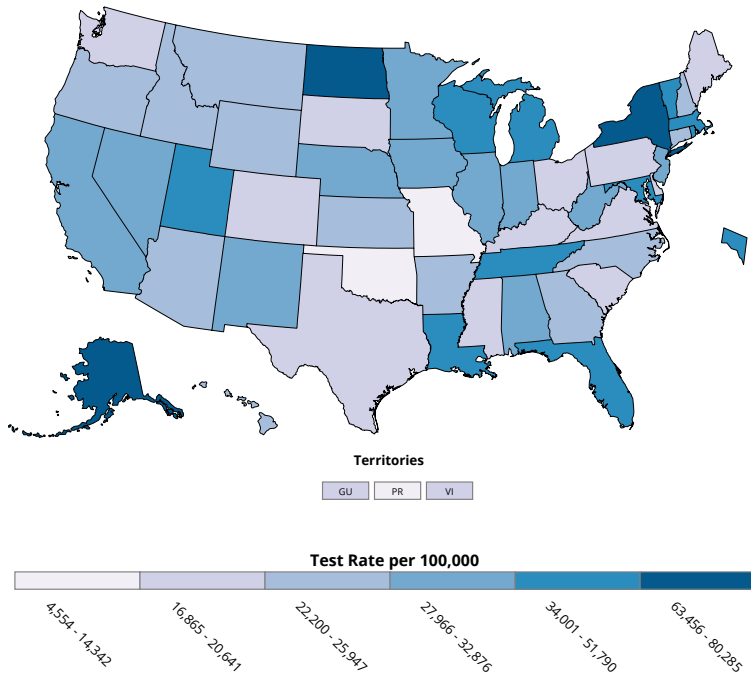 Territories
GU PR VI
Test Rate per 100,000
4,554 - 14,342
16,865 - 20,641
22,200 - 25,947
27,966 - 32,876
34,001 - 51,790
63,456 - 80,285